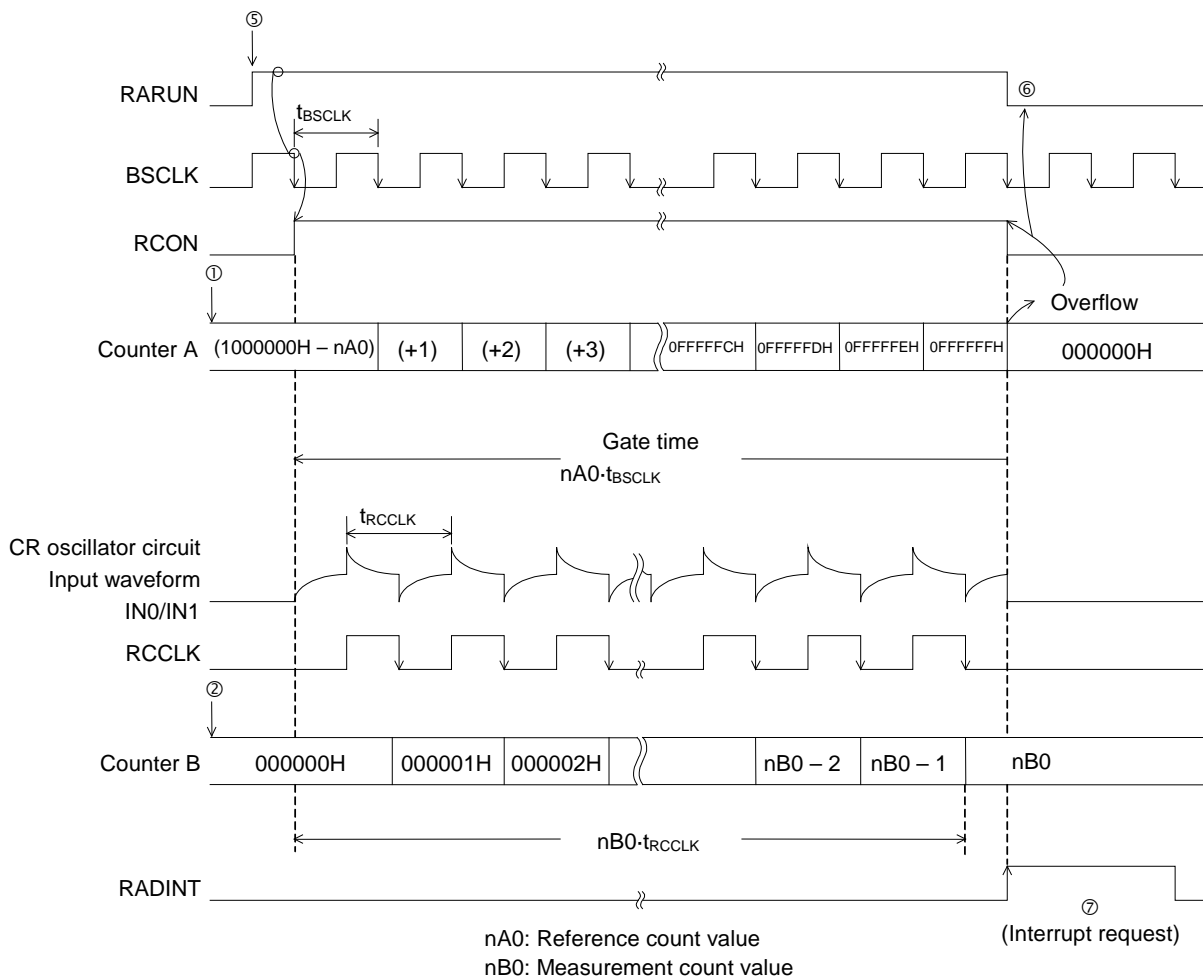 ⑤
RARUN
⑥
tBSCLK
BSCLK
RCON
①
Overflow
Counter A
(1000000H – nA0)
(+1)
(+2)
(+3)
0FFFFFCH
0FFFFFDH
0FFFFFEH
0FFFFFFH
000000H
Gate time
nA0·tBSCLK
tRCCLK
CR oscillator circuit
Input waveform
IN0/IN1
RCCLK
②
Counter B
000000H
000001H
000002H
nB0 – 2
nB0 – 1
nB0
nB0·tRCCLK
RADINT
⑦
(Interrupt request)
nA0: Reference count value
nB0: Measurement count value